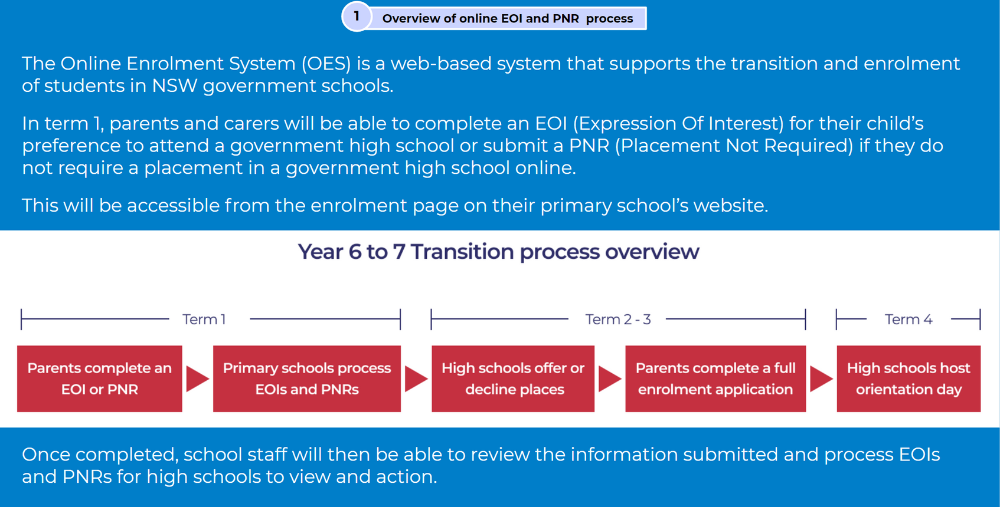 1
Overview of online EOI and PNR process
The Online Enrolment System (OES) is a web-based system that supports the transition and enrolment
of students in NSW government schools.
In term 1, parents and carers will be able to complete an EOI (Expression Of Interest) for their child’s
preference to attend a government high school or submit a PNR (Placement Not Required) if they do
not require a placement in a government high school online.
This will be accessible from the enrolment page on their primary school’s website.
Year 6 to 7 Transition process overview
Term 1
Term 2 - 3
Term 4
Parents complete an
EOI or PNR
Primary schools process
EOIs and PNRs
High schools offer or
decline places
Parents complete a full
enrolment application
High schools host
orientation day
Once completed, school staff will then be able to review the information submitted and process EOIs
and PNRs for high schools to view and action.